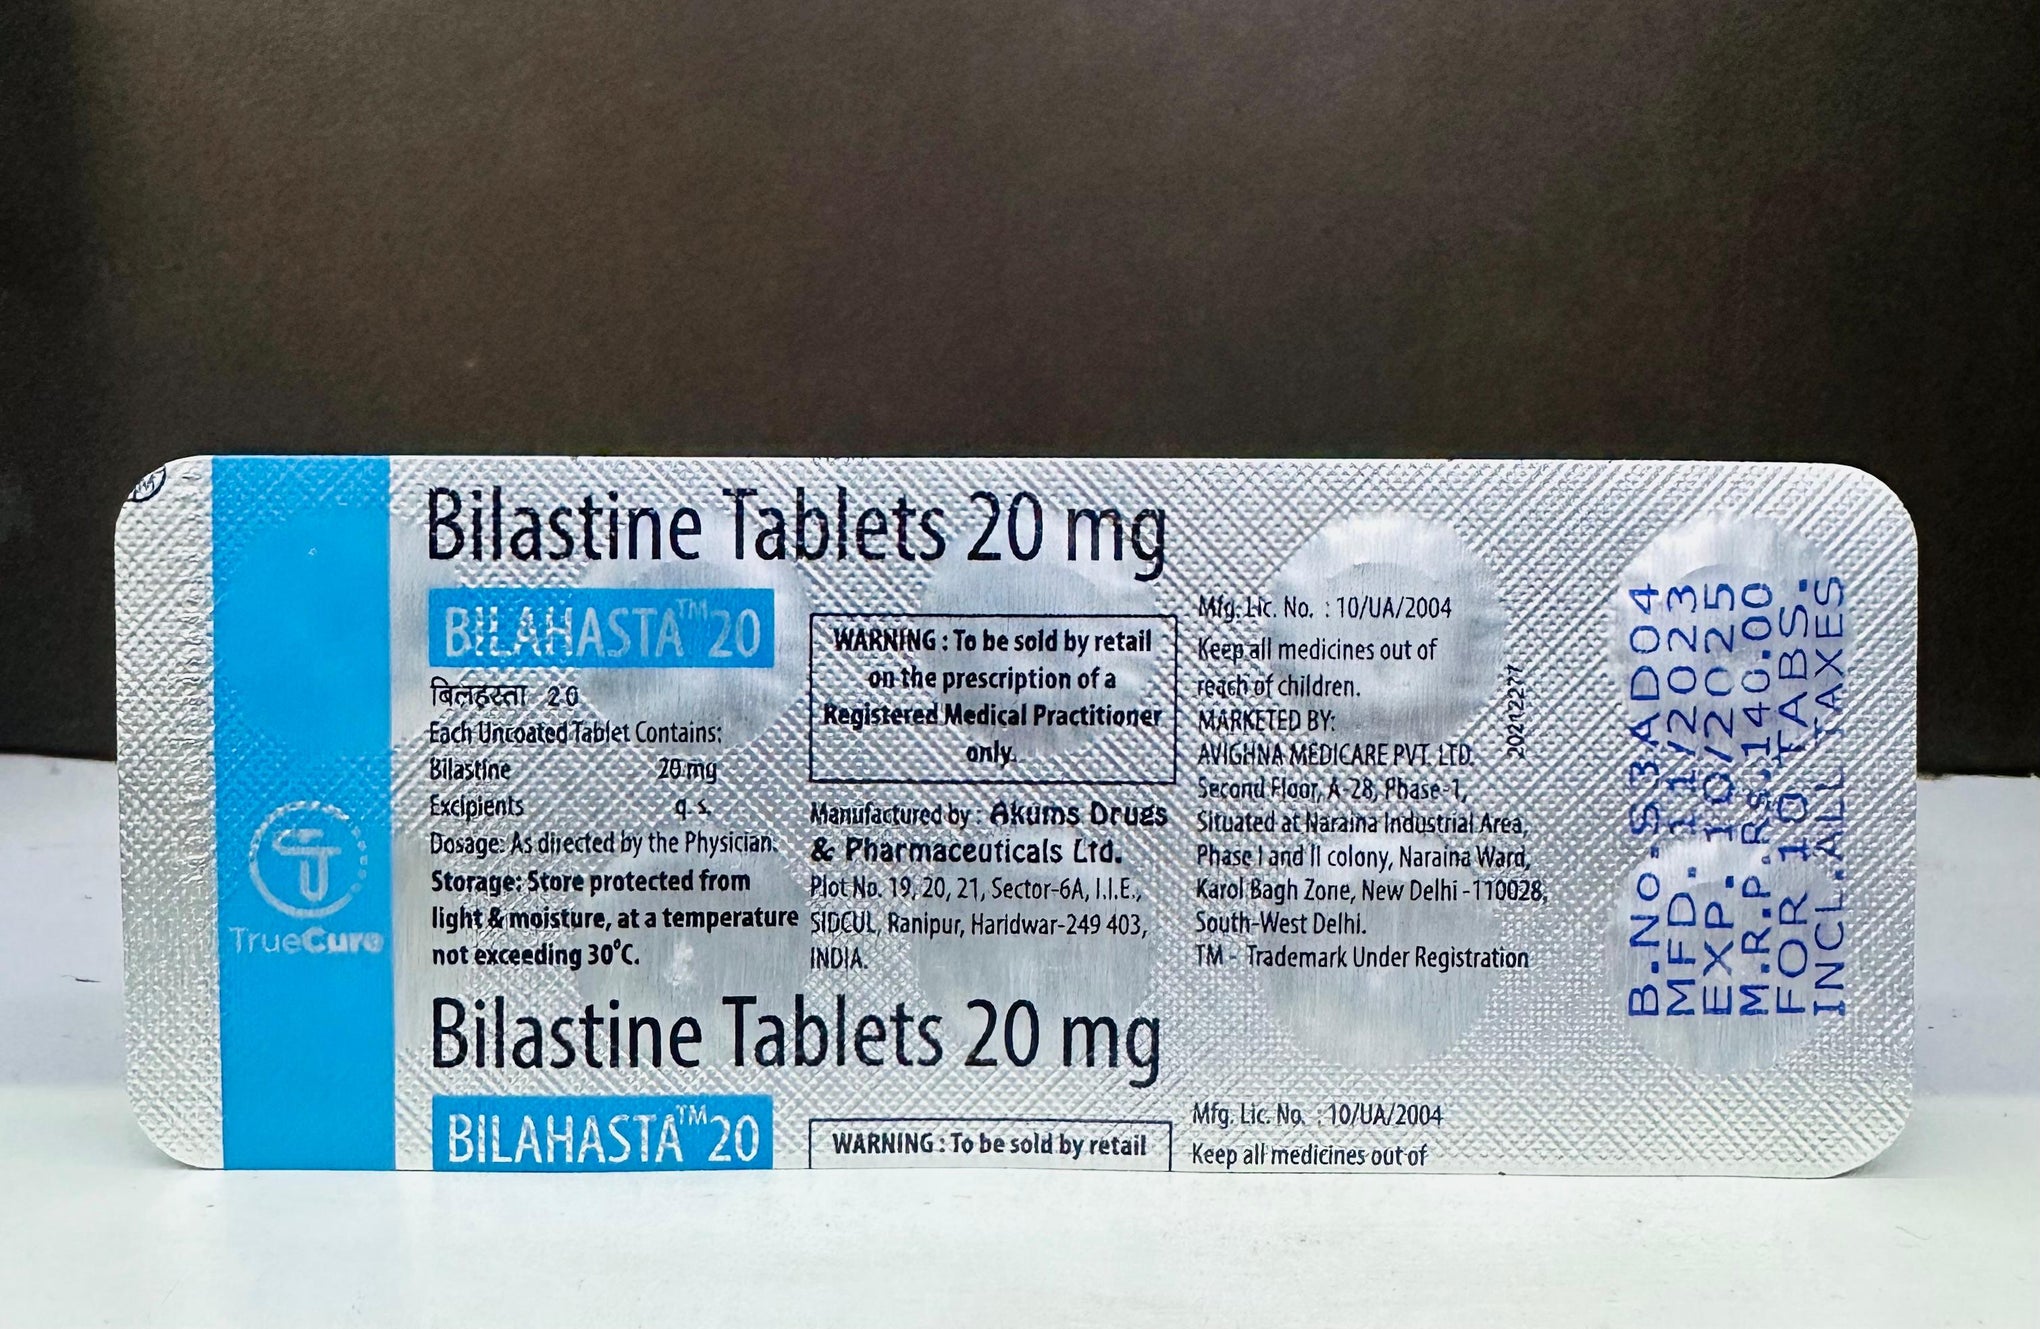 Bilastine Tablets 20 mg
BILAHASTA™ 20
बिलहस्ता 20
Each Uncoated Tablet Contains:
Bilastine 20 mg
Excipients q.s.
Dosage: As directed by the Physician.
Storage: Store protected from
light & moisture, at a temperature
not exceeding 30°C.
WARNING : To be sold by retail
on the prescription of a
Registered Medical Practitioner
only.
Manufactured by : Akums Drugs
& Pharmaceuticals Ltd.
Plot No. 19, 20, 21, Sector-6A, I.I.E.,
SIDCUL, Ranipur, Haridwar-249 403,
INDIA.
Mfg. Lic. No. : 10/UA/2004
Keep all medicines out of
reach of children.
MARKETED BY:
AVIGHNA MEDICARE PVT. LTD.
Second Floor, A-28, Phase-1,
Situated at Naraina Industrial Area,
Phase I and II colony, Naraina Ward,
Karol Bagh Zone, New Delhi -110028,
South-West Delhi.
TM - Trademark Under Registration
20212277
B.No.S3AD04
MFD. 11/2023
EXP. 10/2025
M.R.P.Rs.140.00
FOR 10 TABS.
INCL.ALL TAXES
TrueCure
Bilastine Tablets 20 mg
BILAHASTA™ 20
WARNING : To be sold by retail
Mfg. Lic. No. : 10/UA/2004
Keep all medicines out of